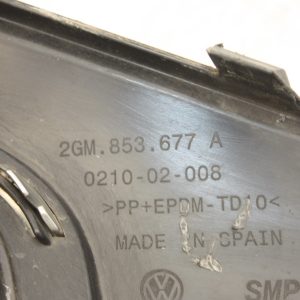 2GM.853.677 A
0210-02-008
>PP+EPDM-TD10<
MADE IN SPAIN
SMP